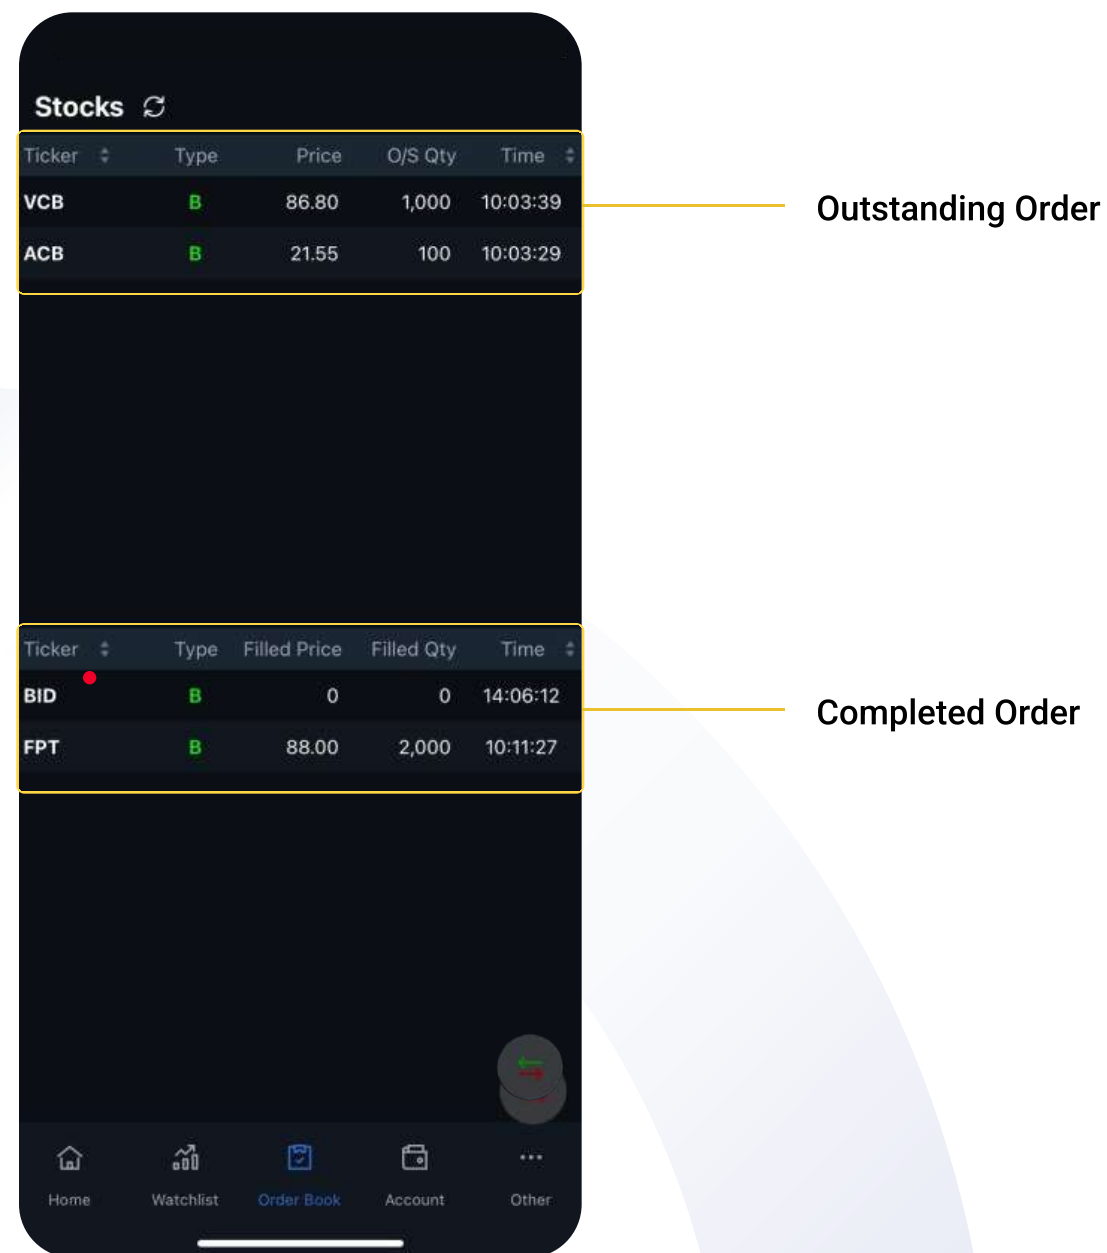 Stocks
Ticker Type Price O/S Qty Time
VCB B 86.80 1,000 10:03:39
ACB B 21.55 100 10:03:29
Outstanding Order
Ticker Type Filled Price Filled Qty Time
BID B 0 0 14:06:12
FPT B 88.00 2,000 10:11:27
Completed Order
Home Watchlist Order Book Account Other